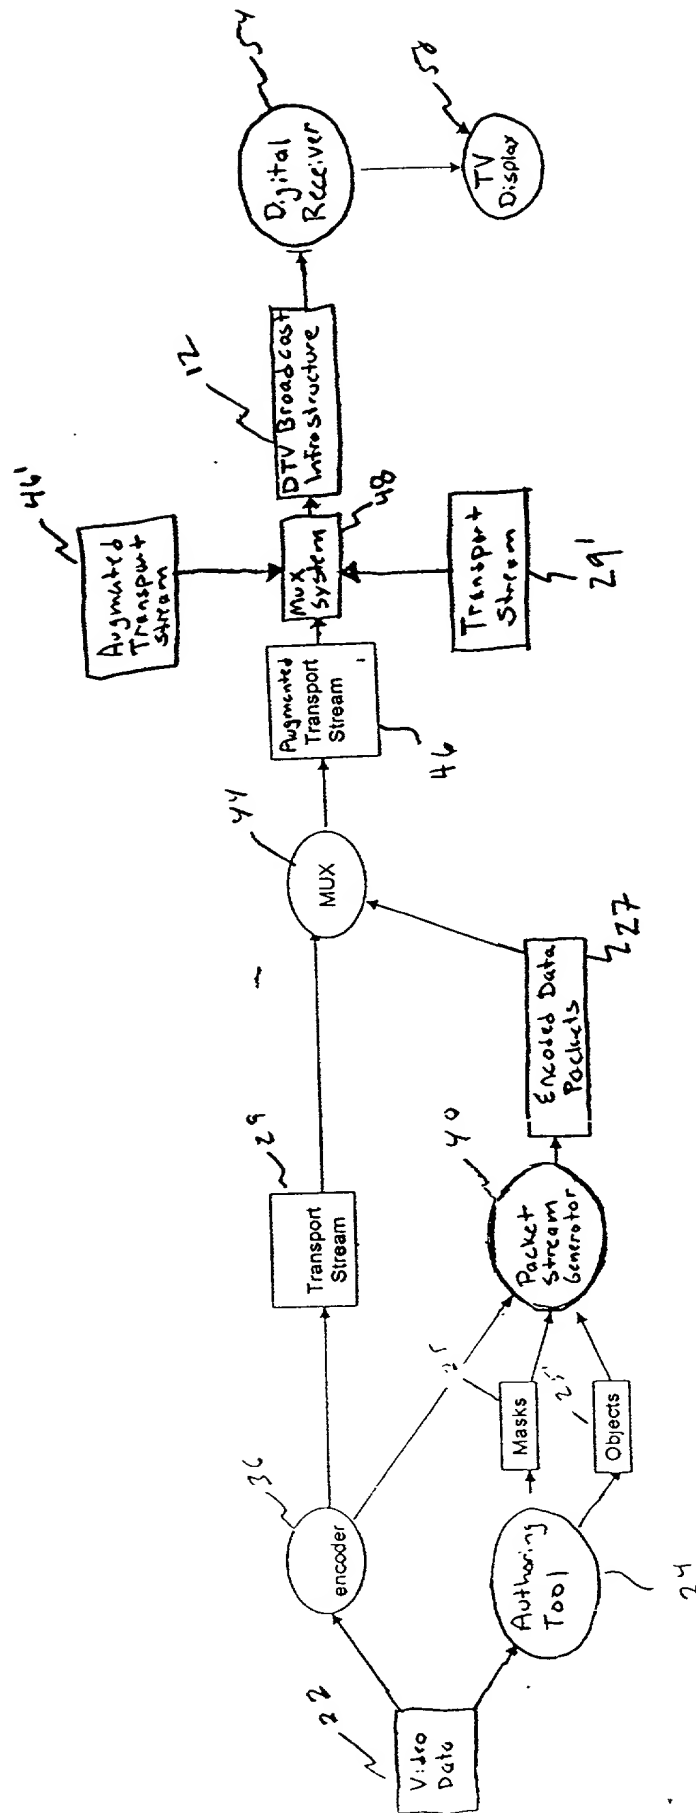 22
Video
Data
36
encoder
Authoring
Tool
24
Masks
25
Objects
29
Transport
Stream
40
Packet
Stream
Generator
Encoded Data
Packets
27
44
MUX
Augmented
Transport
Stream
46
46'
Augmented
Transport
Stream
Mux
System
48
Transport
Stream
29'
12
DTV Broadcast
Infrastructure
54
Digital
Receiver
58
TV
Display